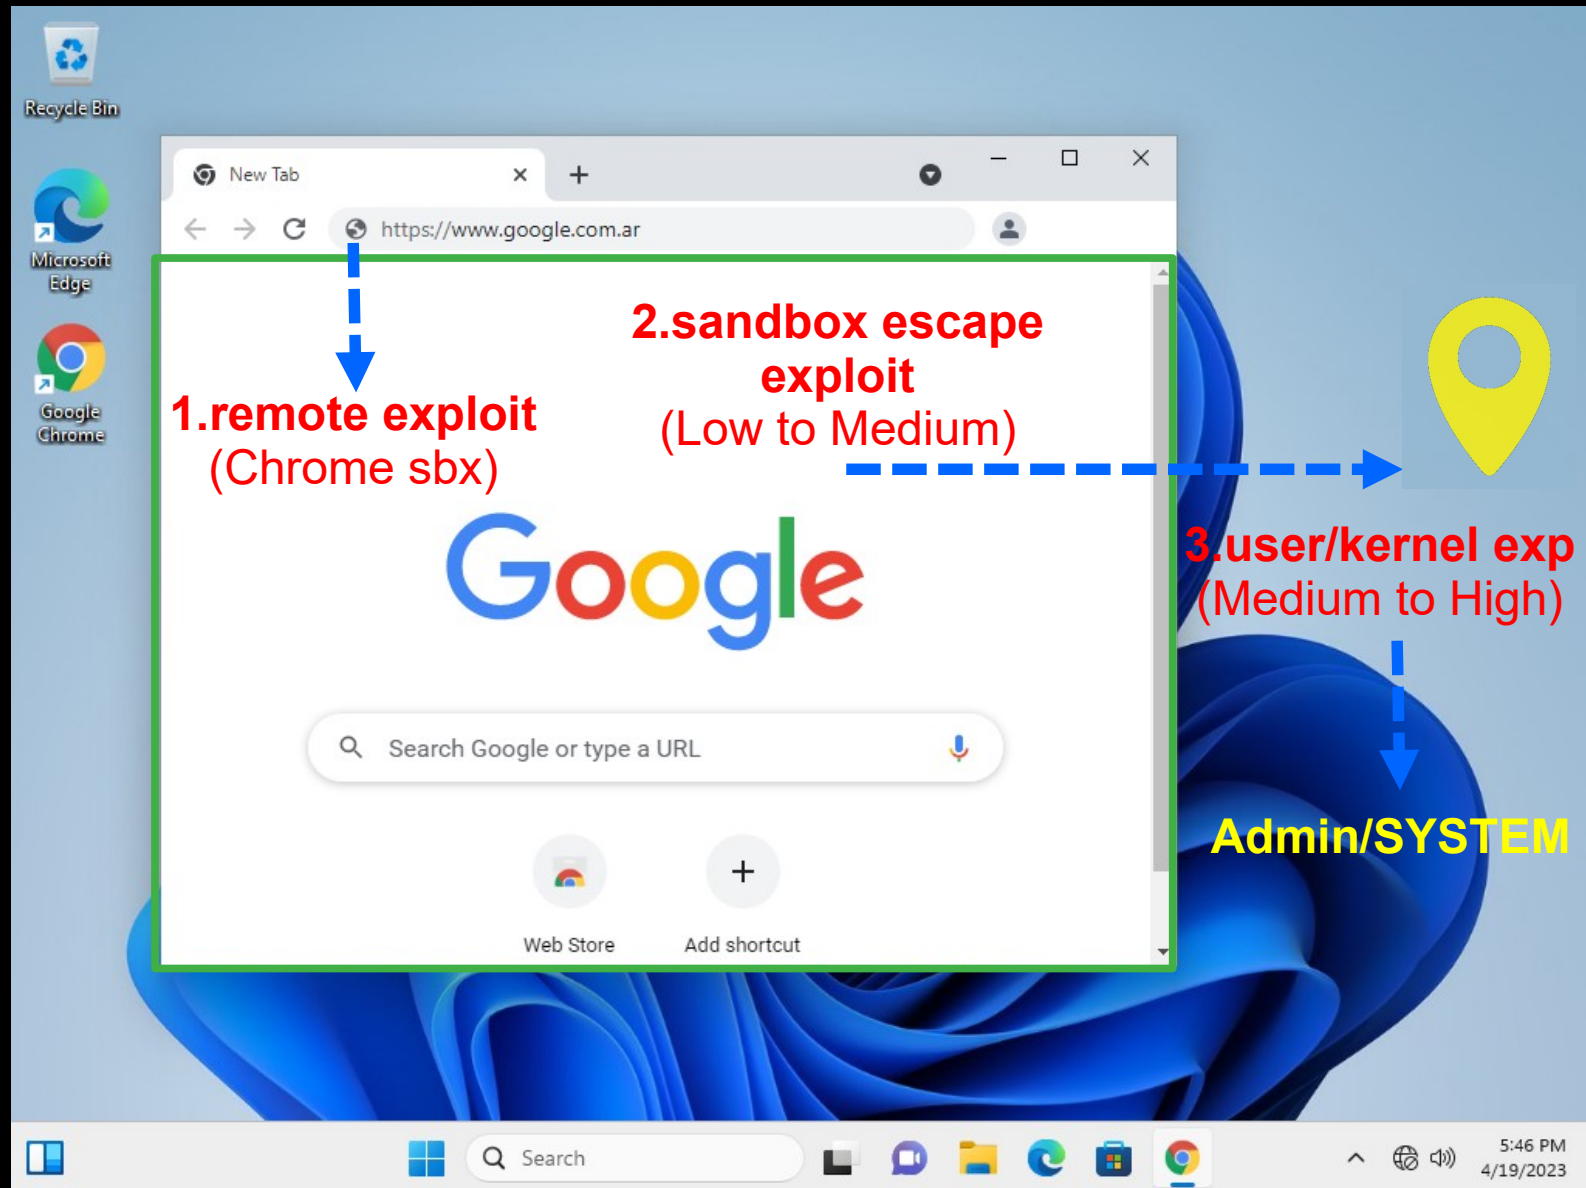 Recycle Bin
New Tab
https://www.google.com.ar
Microsoft
Edge
2.sandbox escape
exploit
(Low to Medium)
1.remote exploit
(Chrome sbx)
Google
Chrome
3.user/kernel exp
(Medium to High)
Google
Search Google or type a URL
Admin/SYSTEM
Web Store
Add shortcut
Search
5:46 PM
4/19/2023